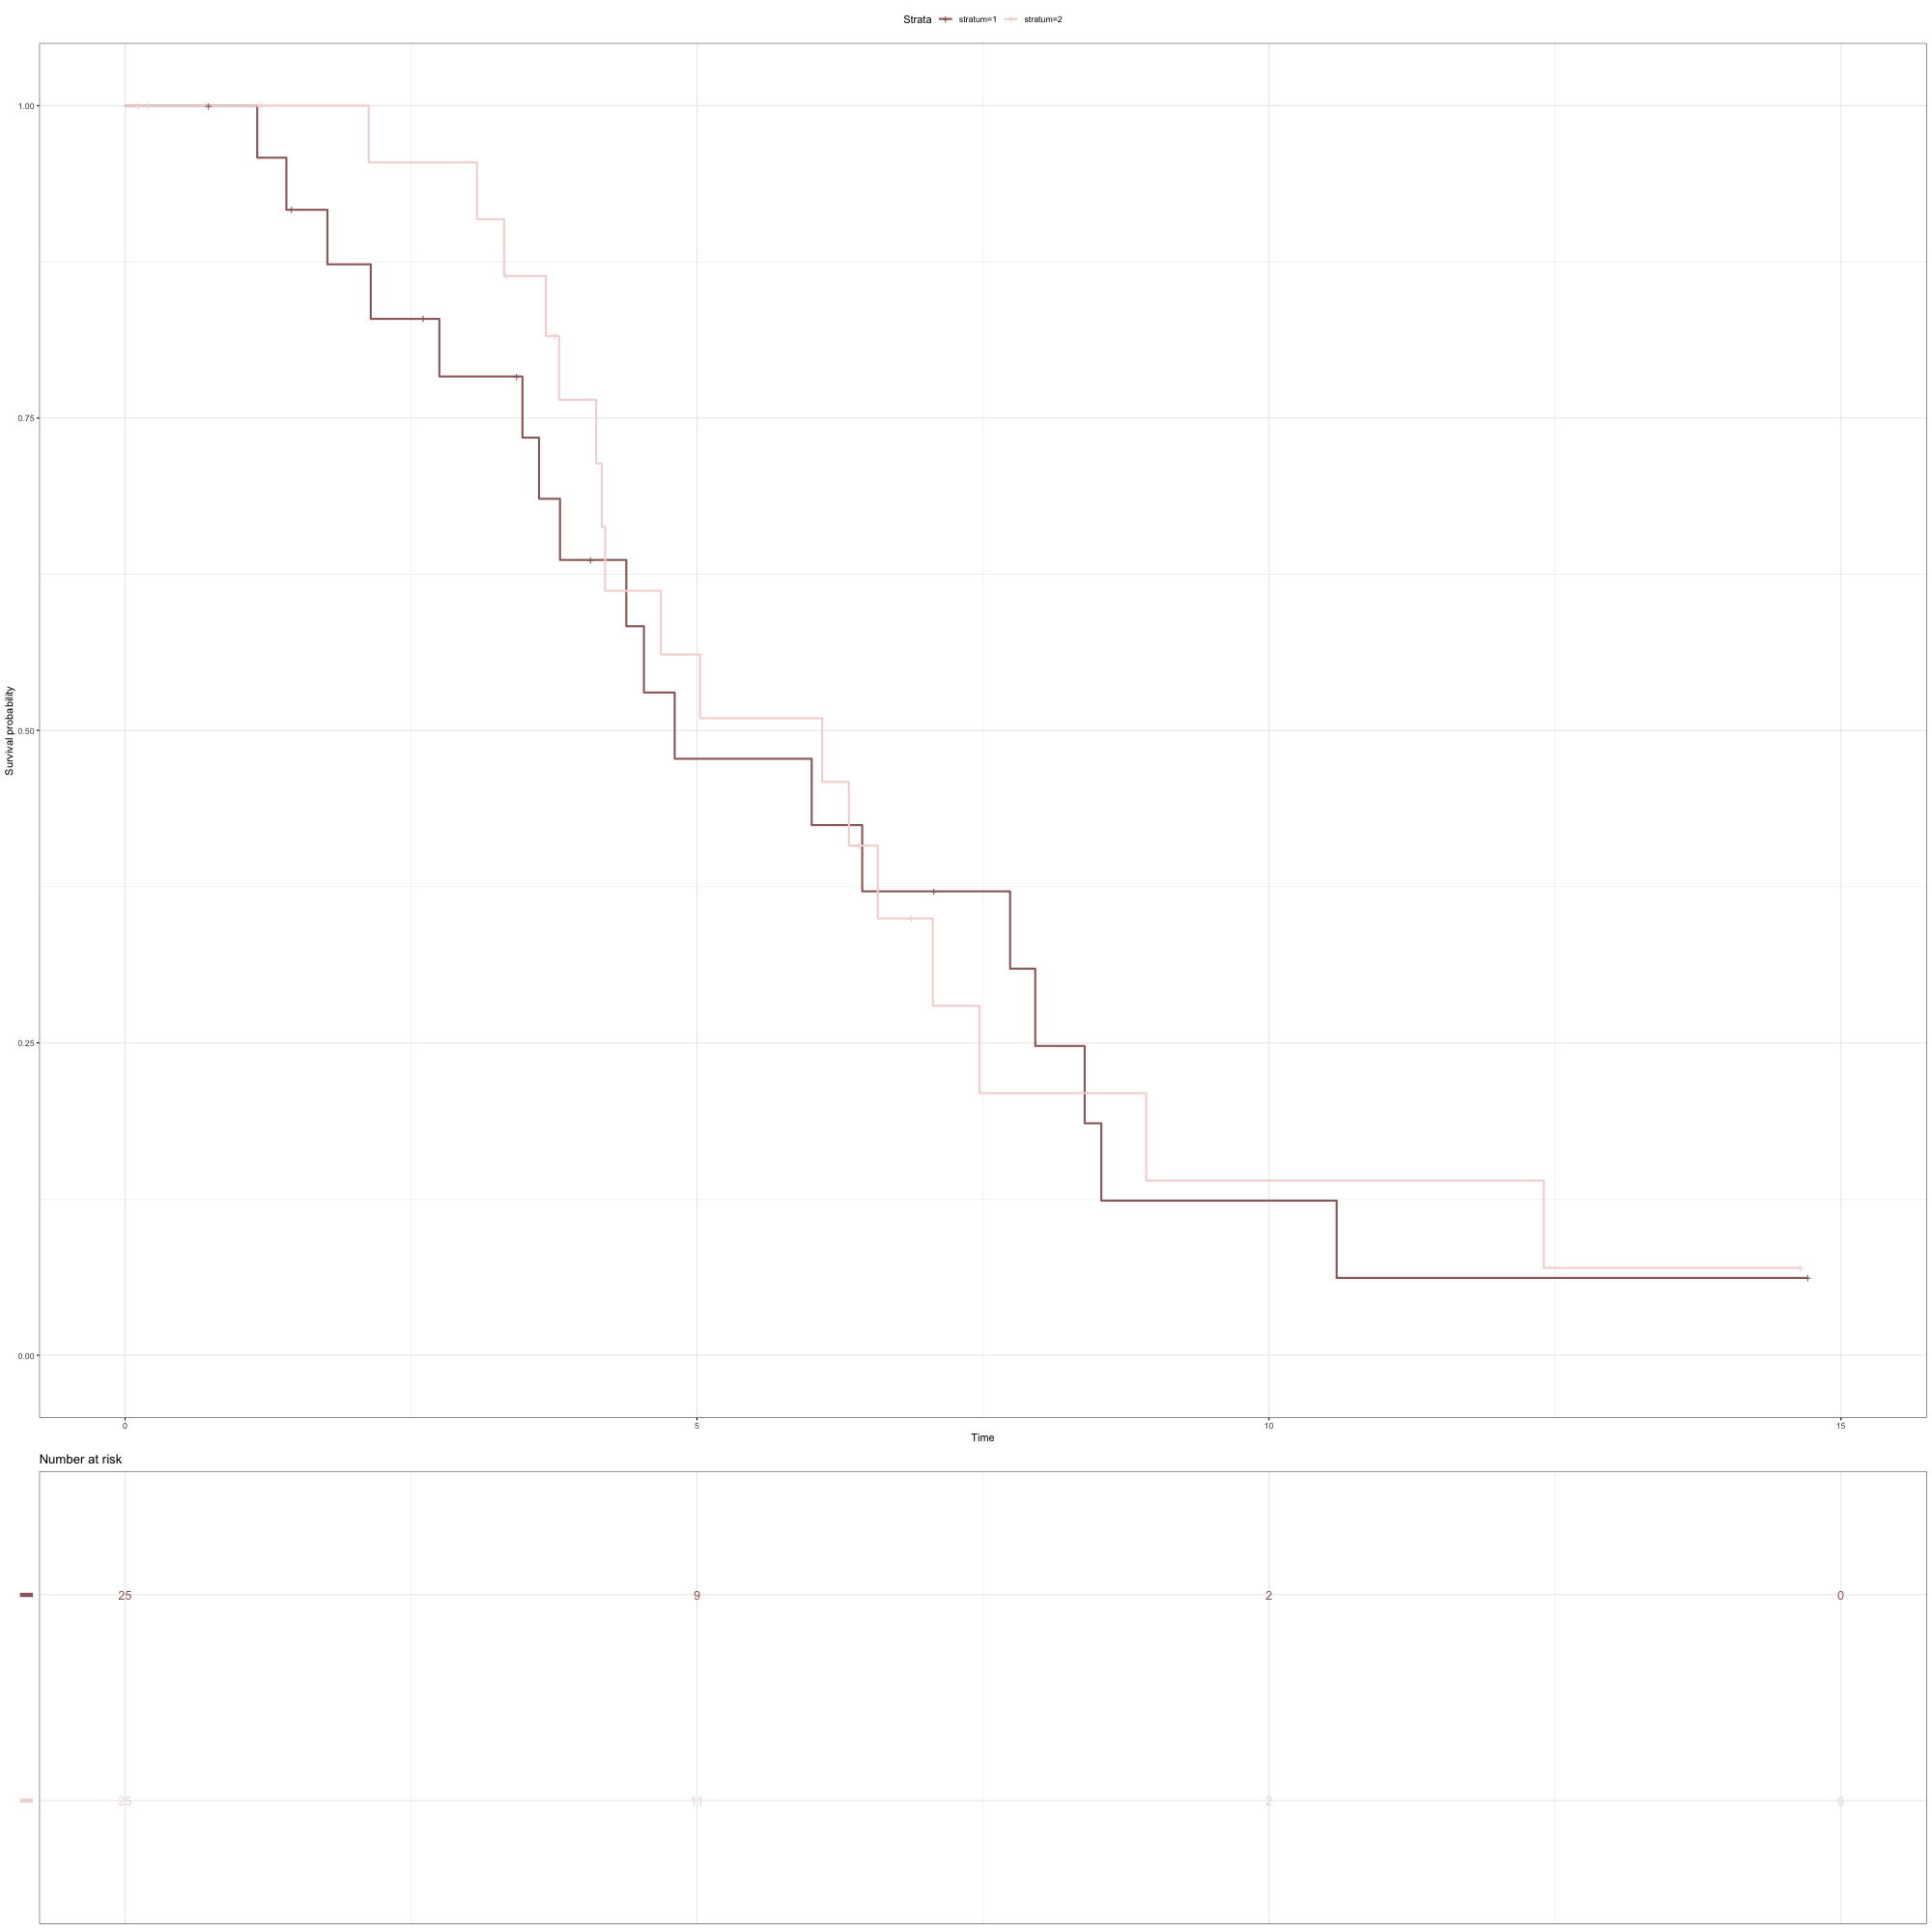 Strata stratum=1 stratum=2
1.00
0.75
0.50
0.25
0.00
Survival probability
0 5 10 15
Time
Number at risk
25 9 2 0
25 11 2 0